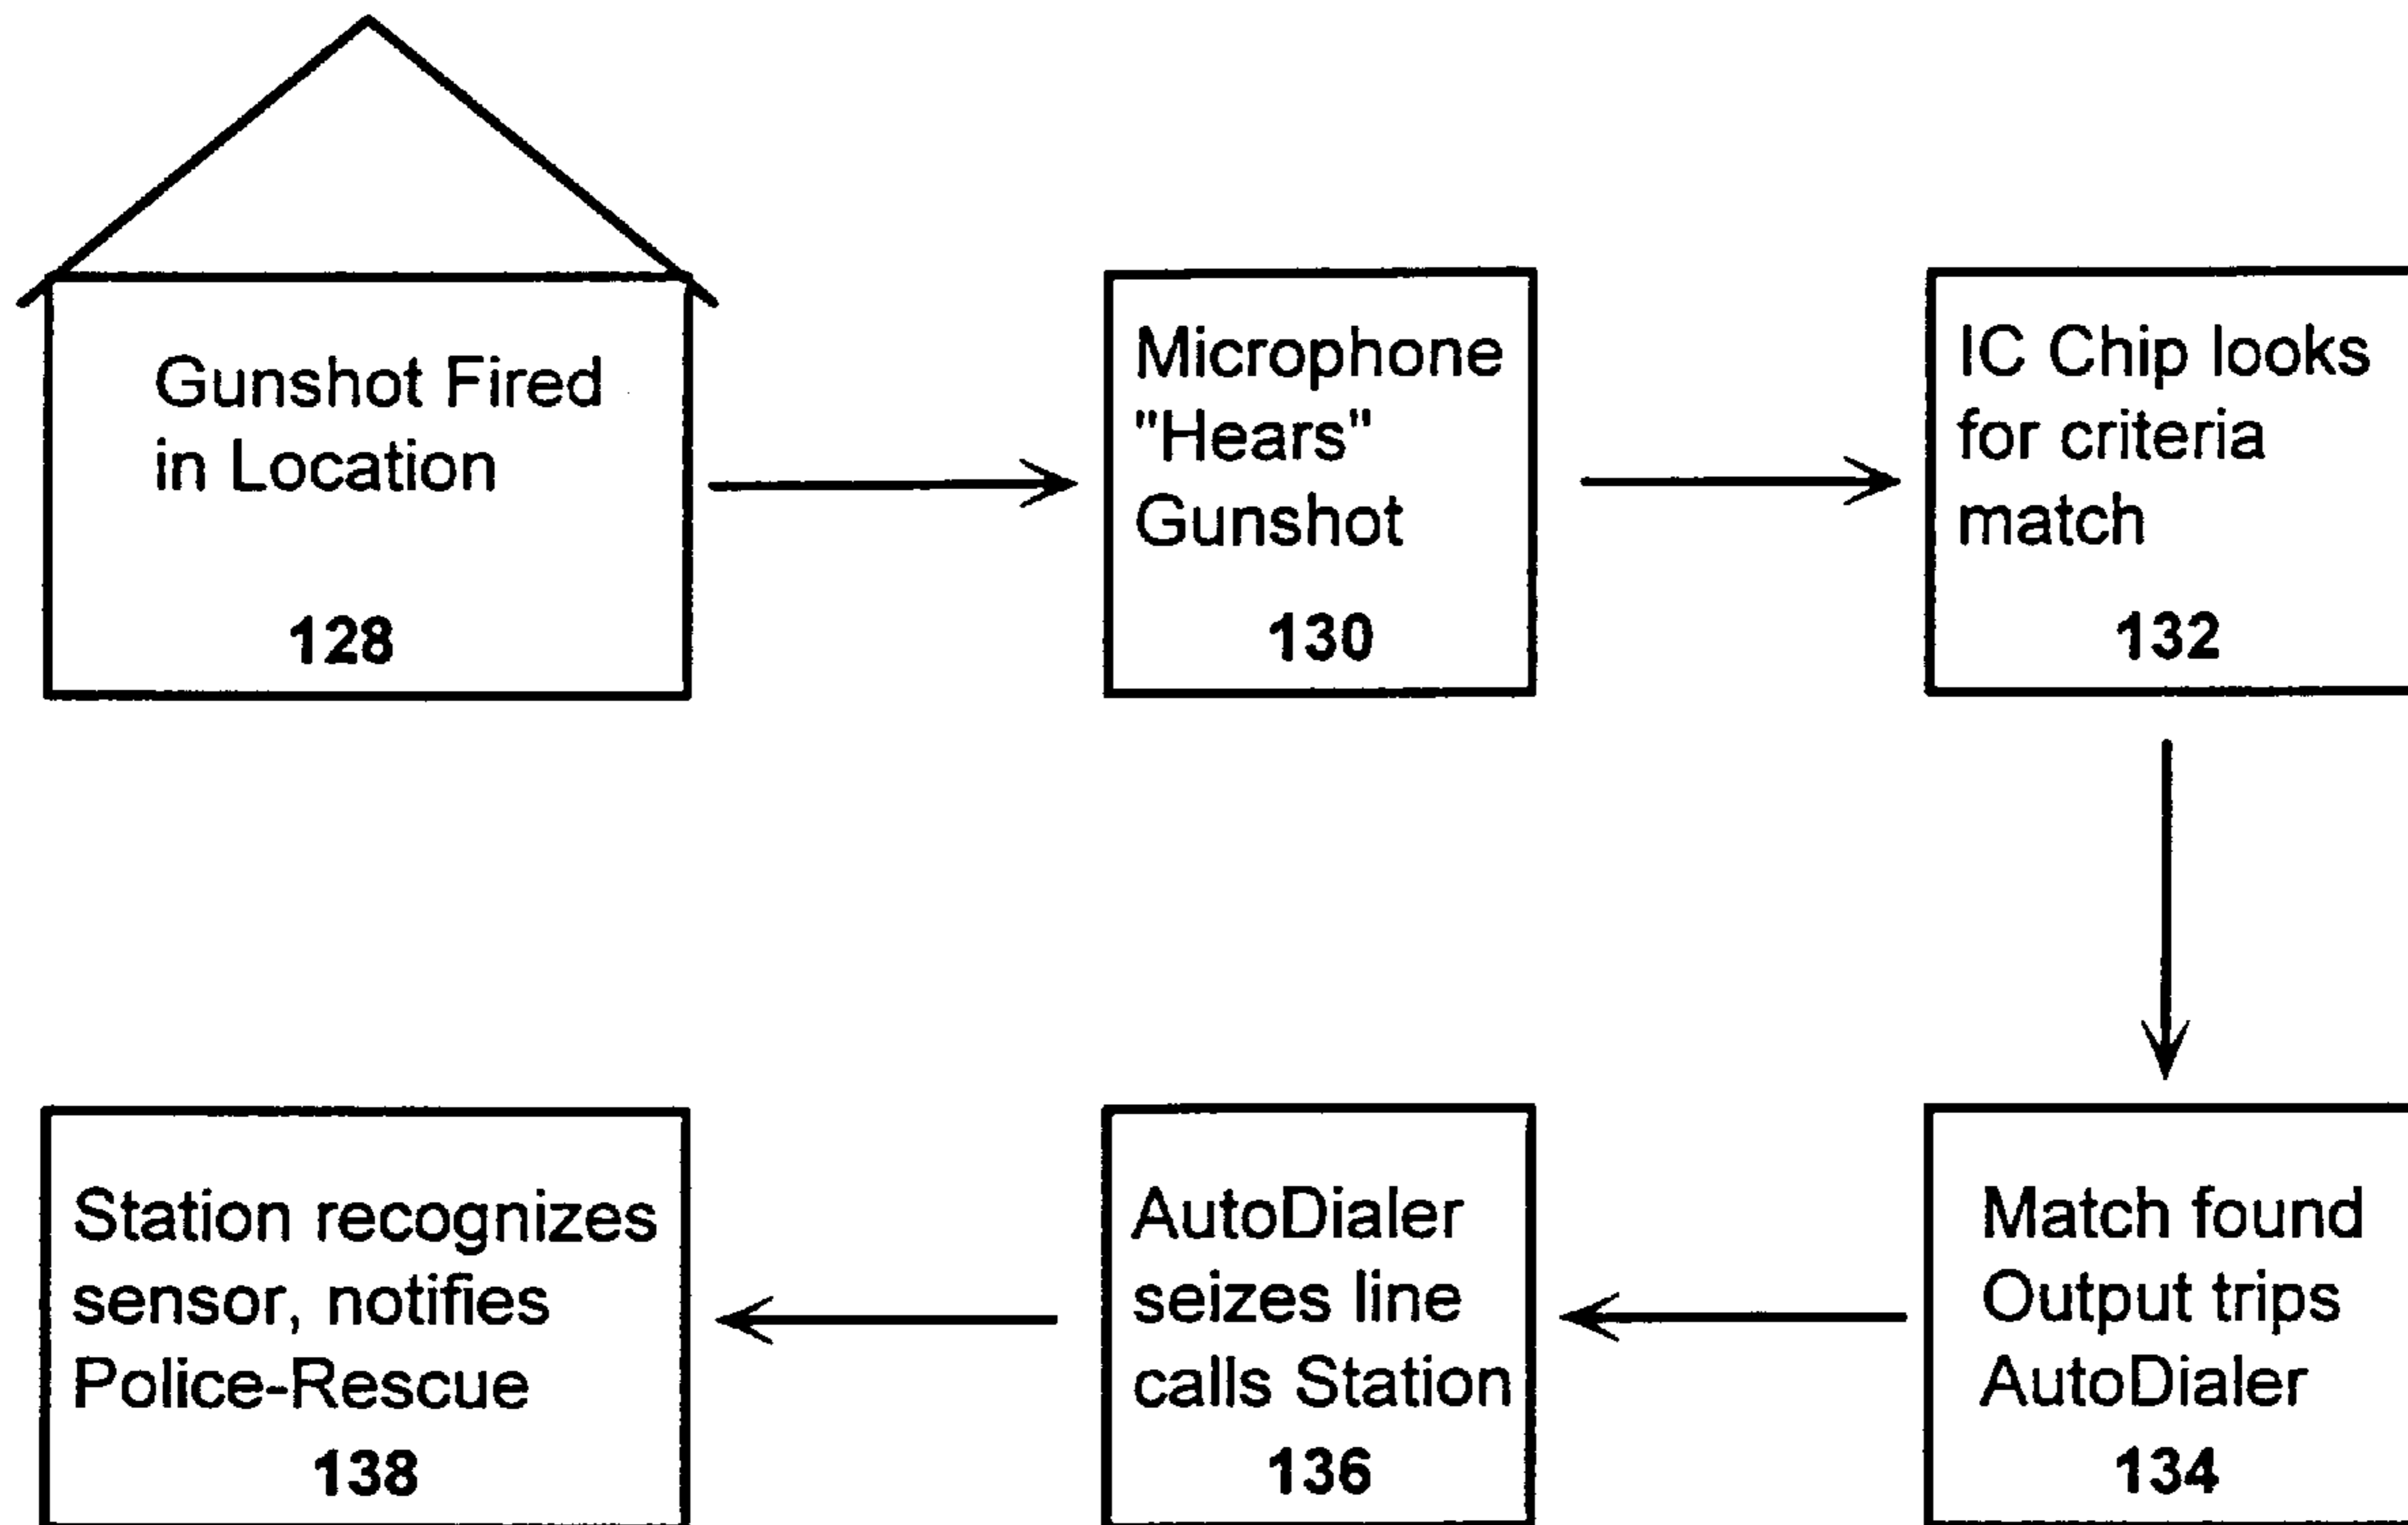 Gunshot Fired
in Location
128
Microphone
"Hears"
Gunshot
130
IC Chip looks
for criteria
match
132
Match found
Output trips
AutoDialer
134
AutoDialer
seizes line
calls Station
136
Station recognizes
sensor, notifies
Police-Rescue
138